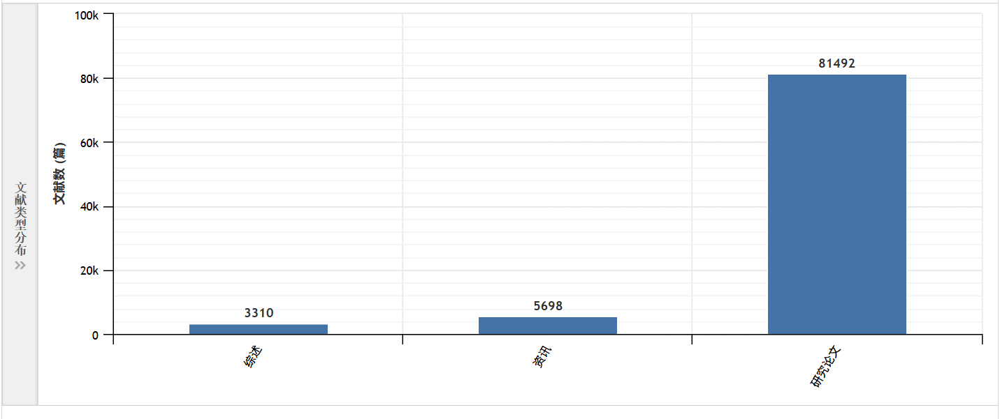 文献类型分布
文献数 (篇)
100k
80k
60k
40k
20k
0
3310
5698
81492
综述
资讯
研究论文